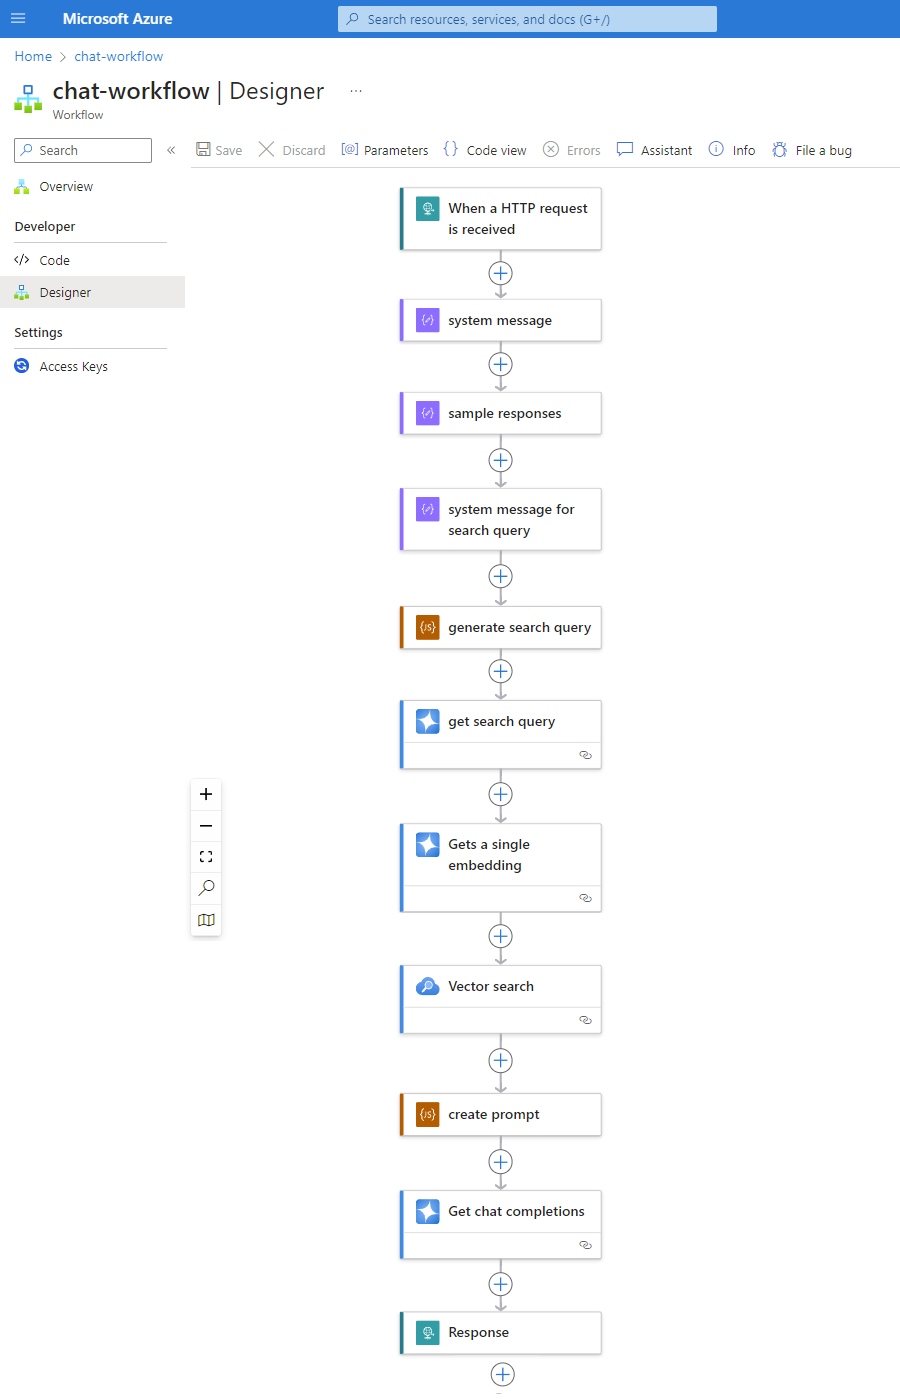 Microsoft Azure
Search resources, services, and docs (G+/)
Home > chat-workflow
chat-workflow | Designer ...
Workflow
Search
«
Save
Discard
[@] Parameters
{} Code view
Errors
Assistant
Info
File a bug
Overview
Developer
</> Code
Designer
Settings
Access Keys
When a HTTP request
is received
system message
sample responses
system message for
search query
{JS} generate search query
get search query
Gets a single
embedding
Vector search
{JS} create prompt
Get chat completions
Response